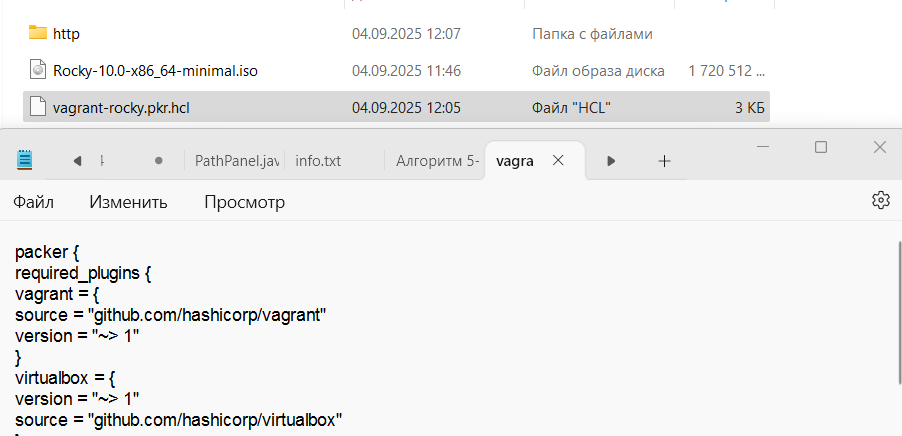 http 04.09.2025 12:07 Папка с файлами
Rocky-10.0-x86_64-minimal.iso 04.09.2025 11:46 Файл образа диска 1 720 512 ...
vagrant-rocky.pkr.hcl 04.09.2025 12:05 Файл "HCL" 3 КБ
PathPanel.jav info.txt Алгоритм 5- vagra
Файл Изменить Просмотр
packer {
required_plugins {
vagrant = {
source = "github.com/hashicorp/vagrant"
version = "~> 1"
}
virtualbox = {
version = "~> 1"
source = "github.com/hashicorp/virtualbox"